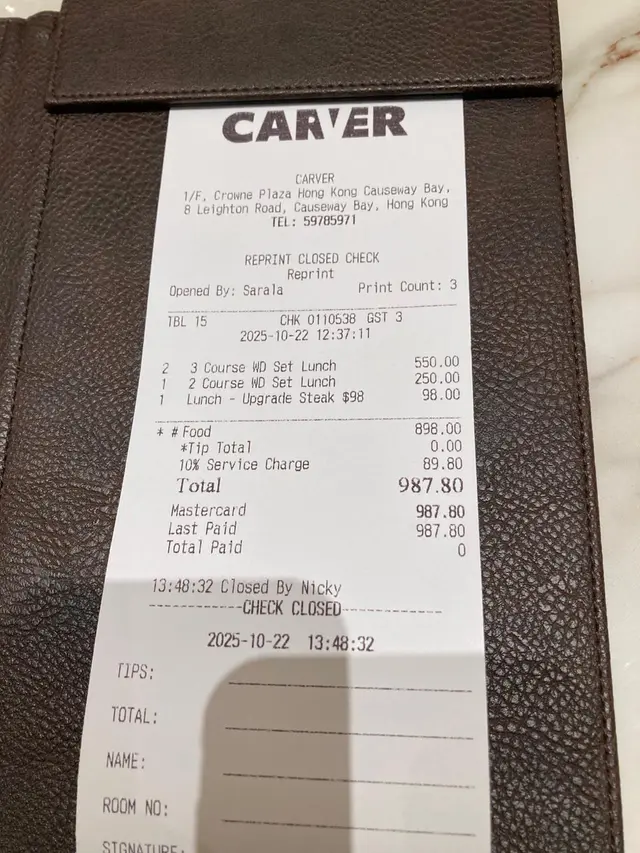 CARVER
CARVER
1/F, Crowne Plaza Hong Kong Causeway Bay,
8 Leighton Road, Causeway Bay, Hong Kong
TEL: 59785971
REPRINT CLOSED CHECK
Reprint
Opened By: Sarala Print Count: 3
TBL 15 CHK 0110538 GST 3
2025-10-22 12:37:11
2 3 Course WD Set Lunch 550.00
1 2 Course WD Set Lunch 250.00
1 Lunch - Upgrade Steak $98 98.00
* # Food 898.00
*Tip Total 0.00
10% Service Charge 89.80
Total 987.80
Mastercard 987.80
Last Paid 987.80
Total Paid 0
13:48:32 Closed By Nicky
----------CHECK CLOSED----------
2025-10-22 13:48:32
TIPS:
TOTAL:
NAME:
ROOM NO:
SIGNATURE: